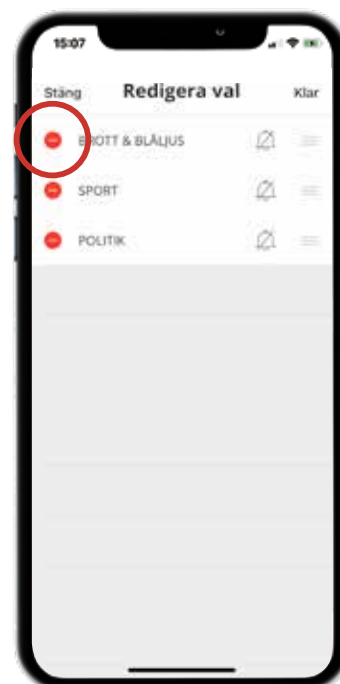 15:07
Stäng Redigera val Klar
BROTT & BLÅLJUS
SPORT
POLITIK